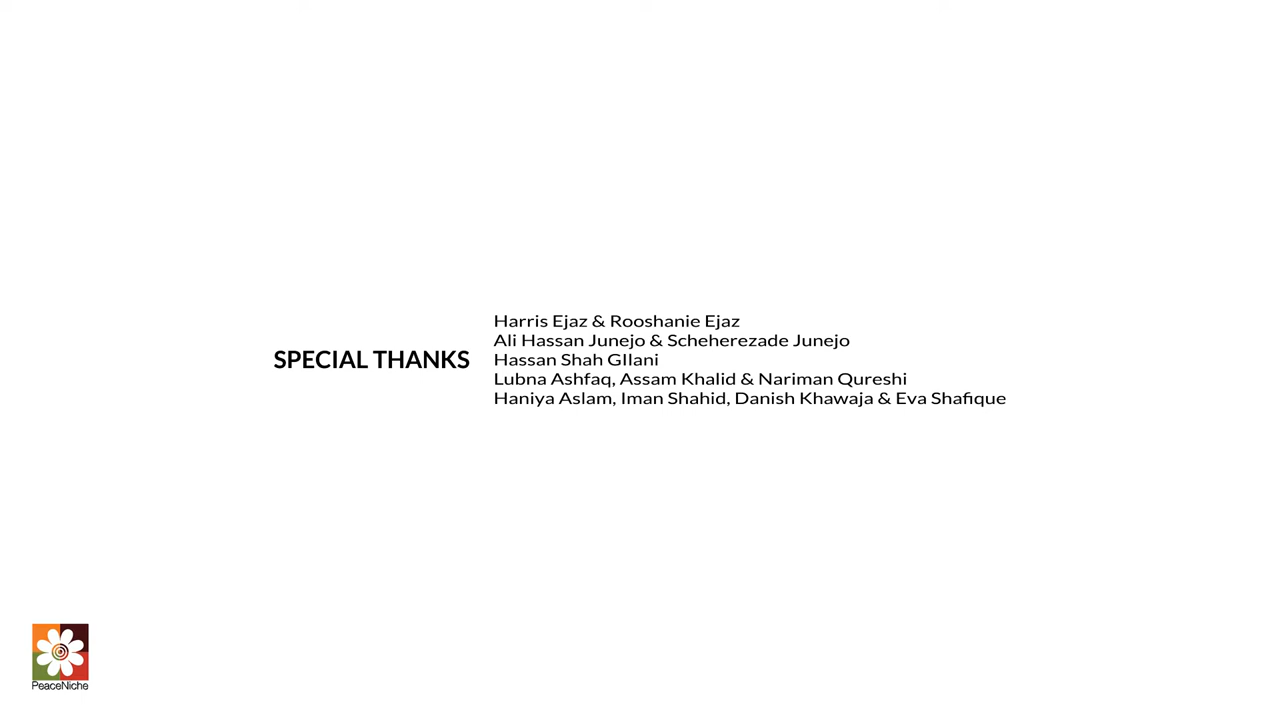 Harris Ejaz & Rooshanie Ejaz
Ali Hassan Junejo & Scheherezade Junejo
SPECIAL THANKS
Hassan Shah GIlani
Lubna Ashfaq, Assam Khalid & Nariman Qureshi
Haniya Aslam, Iman Shahid, Danish Khawaja & Eva Shafique
PeaceNiche